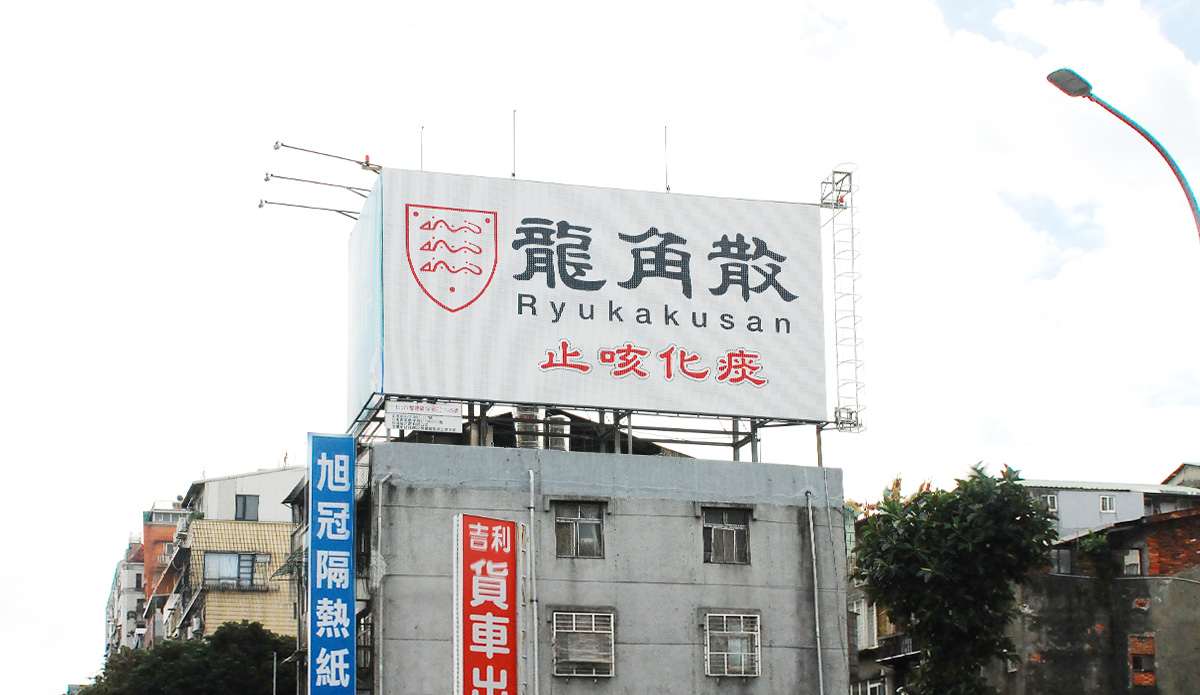 龍角散
Ryukakusan
止咳化痰
旭冠隔熱紙
吉利
貨車出